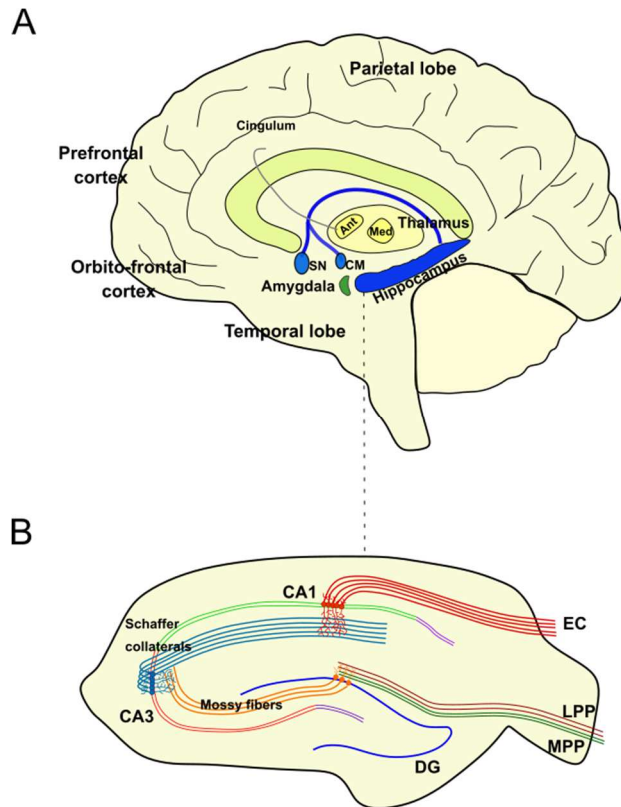 A
Parietal lobe
Cingulum
Prefrontal
cortex
Ant
Med
Thalamus
Orbito-frontal
cortex
SN
CM
Amygdala
Hippocampus
Temporal lobe
B
CA1
Schaffer
collaterals
EC
CA3
Mossy fibers
LPP
MPP
DG